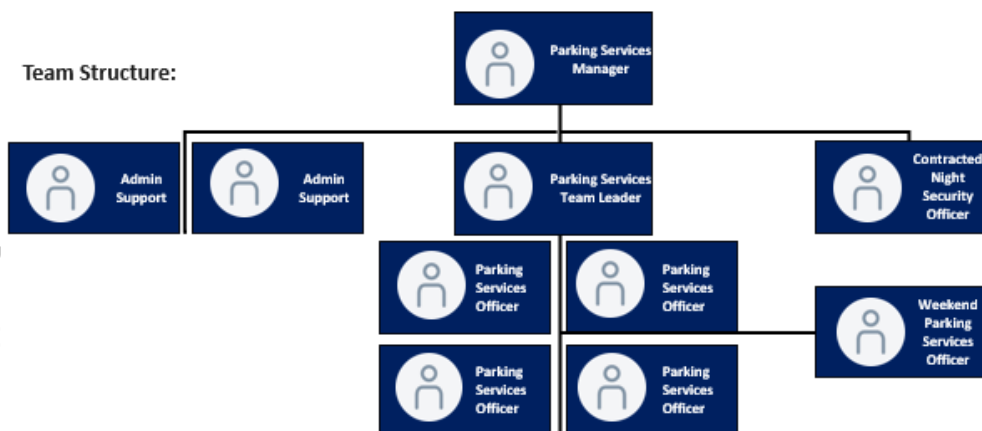 Parking Services
Manager
Team Structure:
Admin
Support
Admin
Support
Parking Services
Team Leader
Contracted
Night
Security
Officer
Parking
Services
Officer
Parking
Services
Officer
Weekend
Parking
Services
Officer
Parking
Services
Officer
Parking
Services
Officer